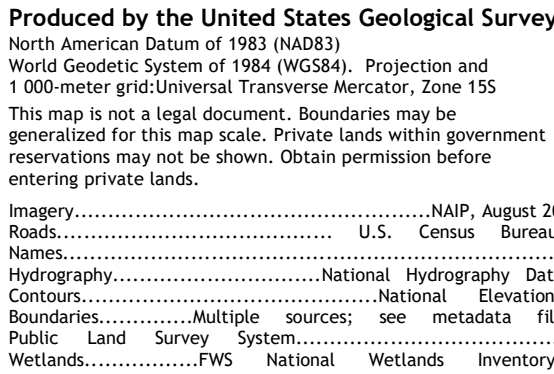 Produced by the United States Geological Survey
North American Datum of 1983 (NAD83)
World Geodetic System of 1984 (WGS84). Projection and
1 000-meter grid:Universal Transverse Mercator, Zone 15S
This map is not a legal document. Boundaries may be
generalized for this map scale. Private lands within government
reservations may not be shown. Obtain permission before
entering private lands.
Imagery....................................................NAIP, August 20
Roads........................................ U.S. Census Bureau
Names........................................................................
Hydrography..............................National Hydrography Dat
Contours............................................National Elevation
Boundaries..............Multiple sources; see metadata fil
Public Land Survey System......................................
Wetlands.................FWS National Wetlands Inventory